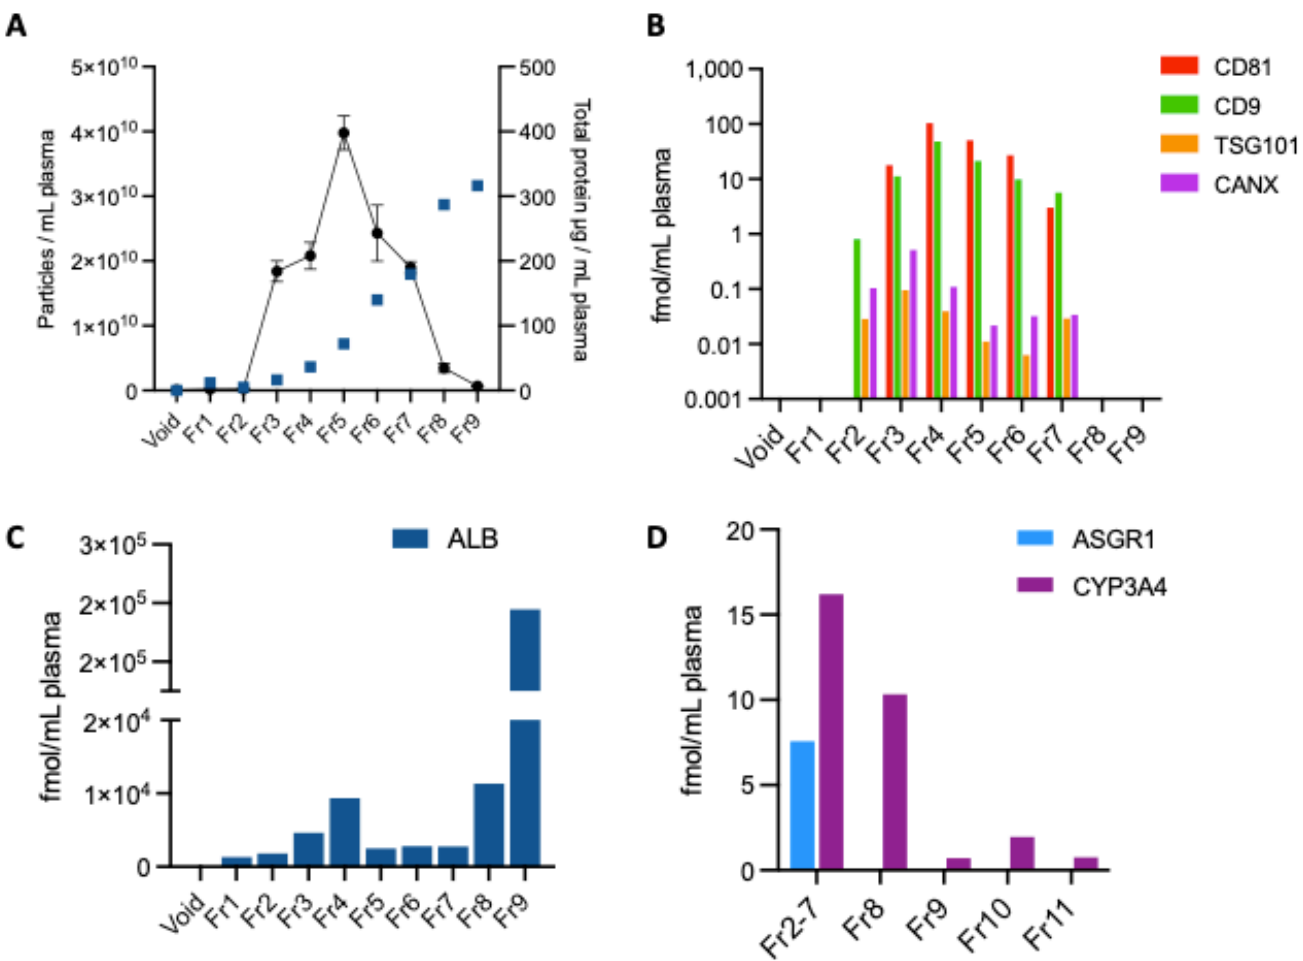 A
Particles / mL plasma
5×10¹⁰
4×10¹⁰
3×10¹⁰
2×10¹⁰
1×10¹⁰
0
500
400
300
200
100
0
Total protein µg / mL plasma
Void Fr1 Fr2 Fr3 Fr4 Fr5 Fr6 Fr7 Fr8 Fr9
B
fmol/mL plasma
1,000
100
10
1
0.1
0.01
0.001
Void Fr1 Fr2 Fr3 Fr4 Fr5 Fr6 Fr7 Fr8 Fr9
CD81
CD9
TSG101
CANX
C
fmol/mL plasma
3×10⁵
2×10⁵
2×10⁵
2×10⁴
1×10⁴
0
ALB
Void Fr1 Fr2 Fr3 Fr4 Fr5 Fr6 Fr7 Fr8 Fr9
D
fmol/mL plasma
20
15
10
5
0
ASGR1
CYP3A4
Fr2-7 Fr8 Fr9 Fr10 Fr11